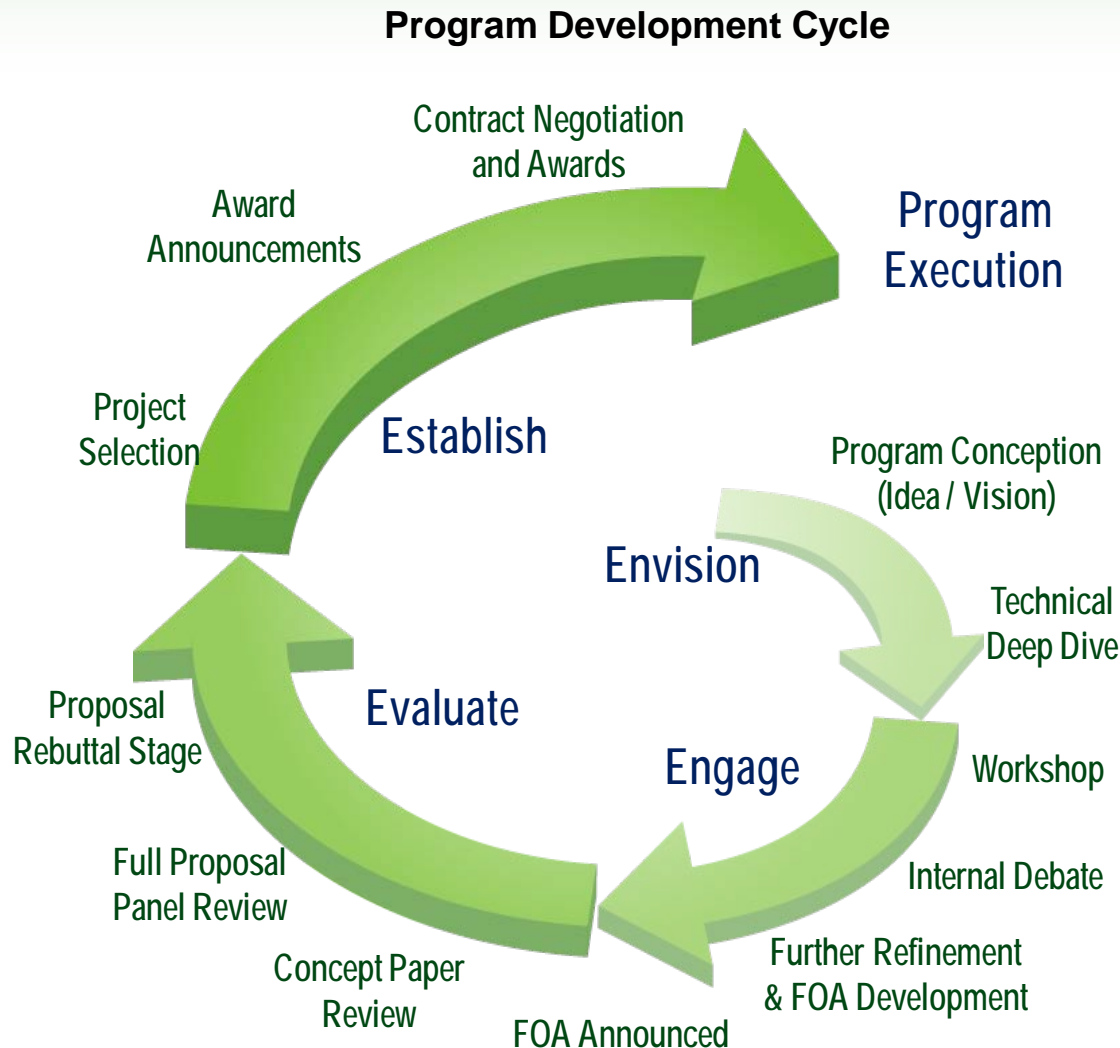 Program Development Cycle
Contract Negotiation
and Awards
Award
Announcements
Program
Execution
Project
Selection
Establish
Program Conception
(Idea / Vision)
Envision
Technical
Deep Dive
Proposal
Rebuttal Stage
Evaluate
Engage
Workshop
Full Proposal
Panel Review
Internal Debate
Concept Paper
Review
Further Refinement
& FOA Development
FOA Announced